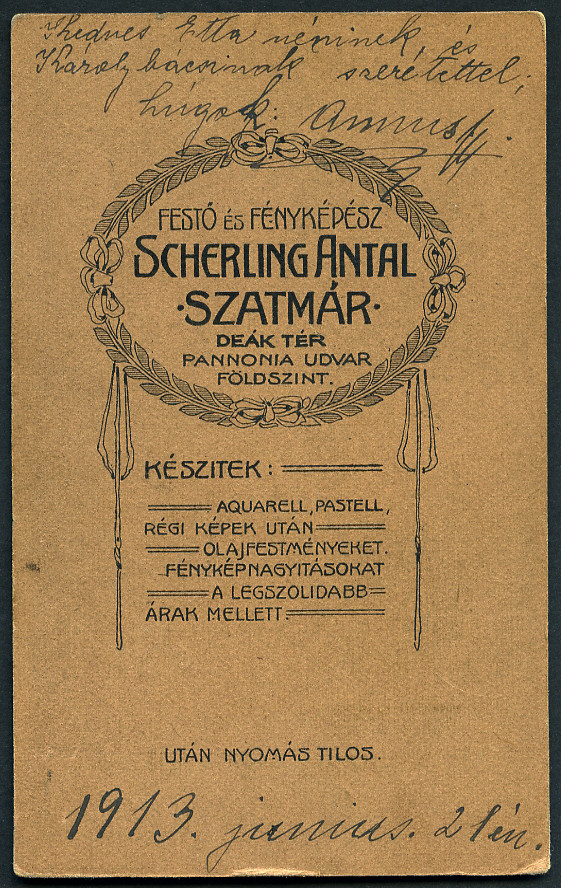 Kedves Etta néninek, és
Károly bácsinak szeretettel;
húgok: Annus
FESTŐ ÉS FÉNYKÉPÉSZ
SCHERLING ANTAL
·SZATMÁR·
DEÁK TÉR
PANNONIA UDVAR
FÖLDSZINT.
KÉSZITEK:
AQUARELL, PASTELL,
RÉGI KÉPEK UTÁN
OLAJFESTMÉNYEKET.
FÉNYKÉPNAGYITÁSOKAT
A LEGSZOLIDABB
ÁRAK MELLETT.
UTÁN NYOMÁS TILOS.
1913. junius. 21én.